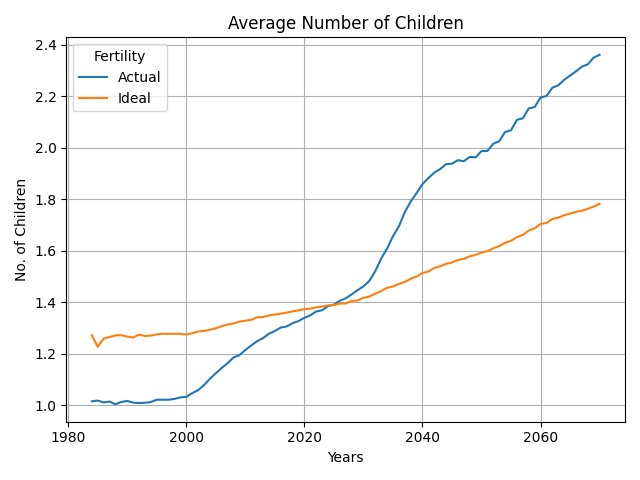 Average Number of Children
Fertility
Actual
Ideal
No. of Children
2.4
2.2
2.0
1.8
1.6
1.4
1.2
1.0
1980
2000
2020
2040
2060
Years